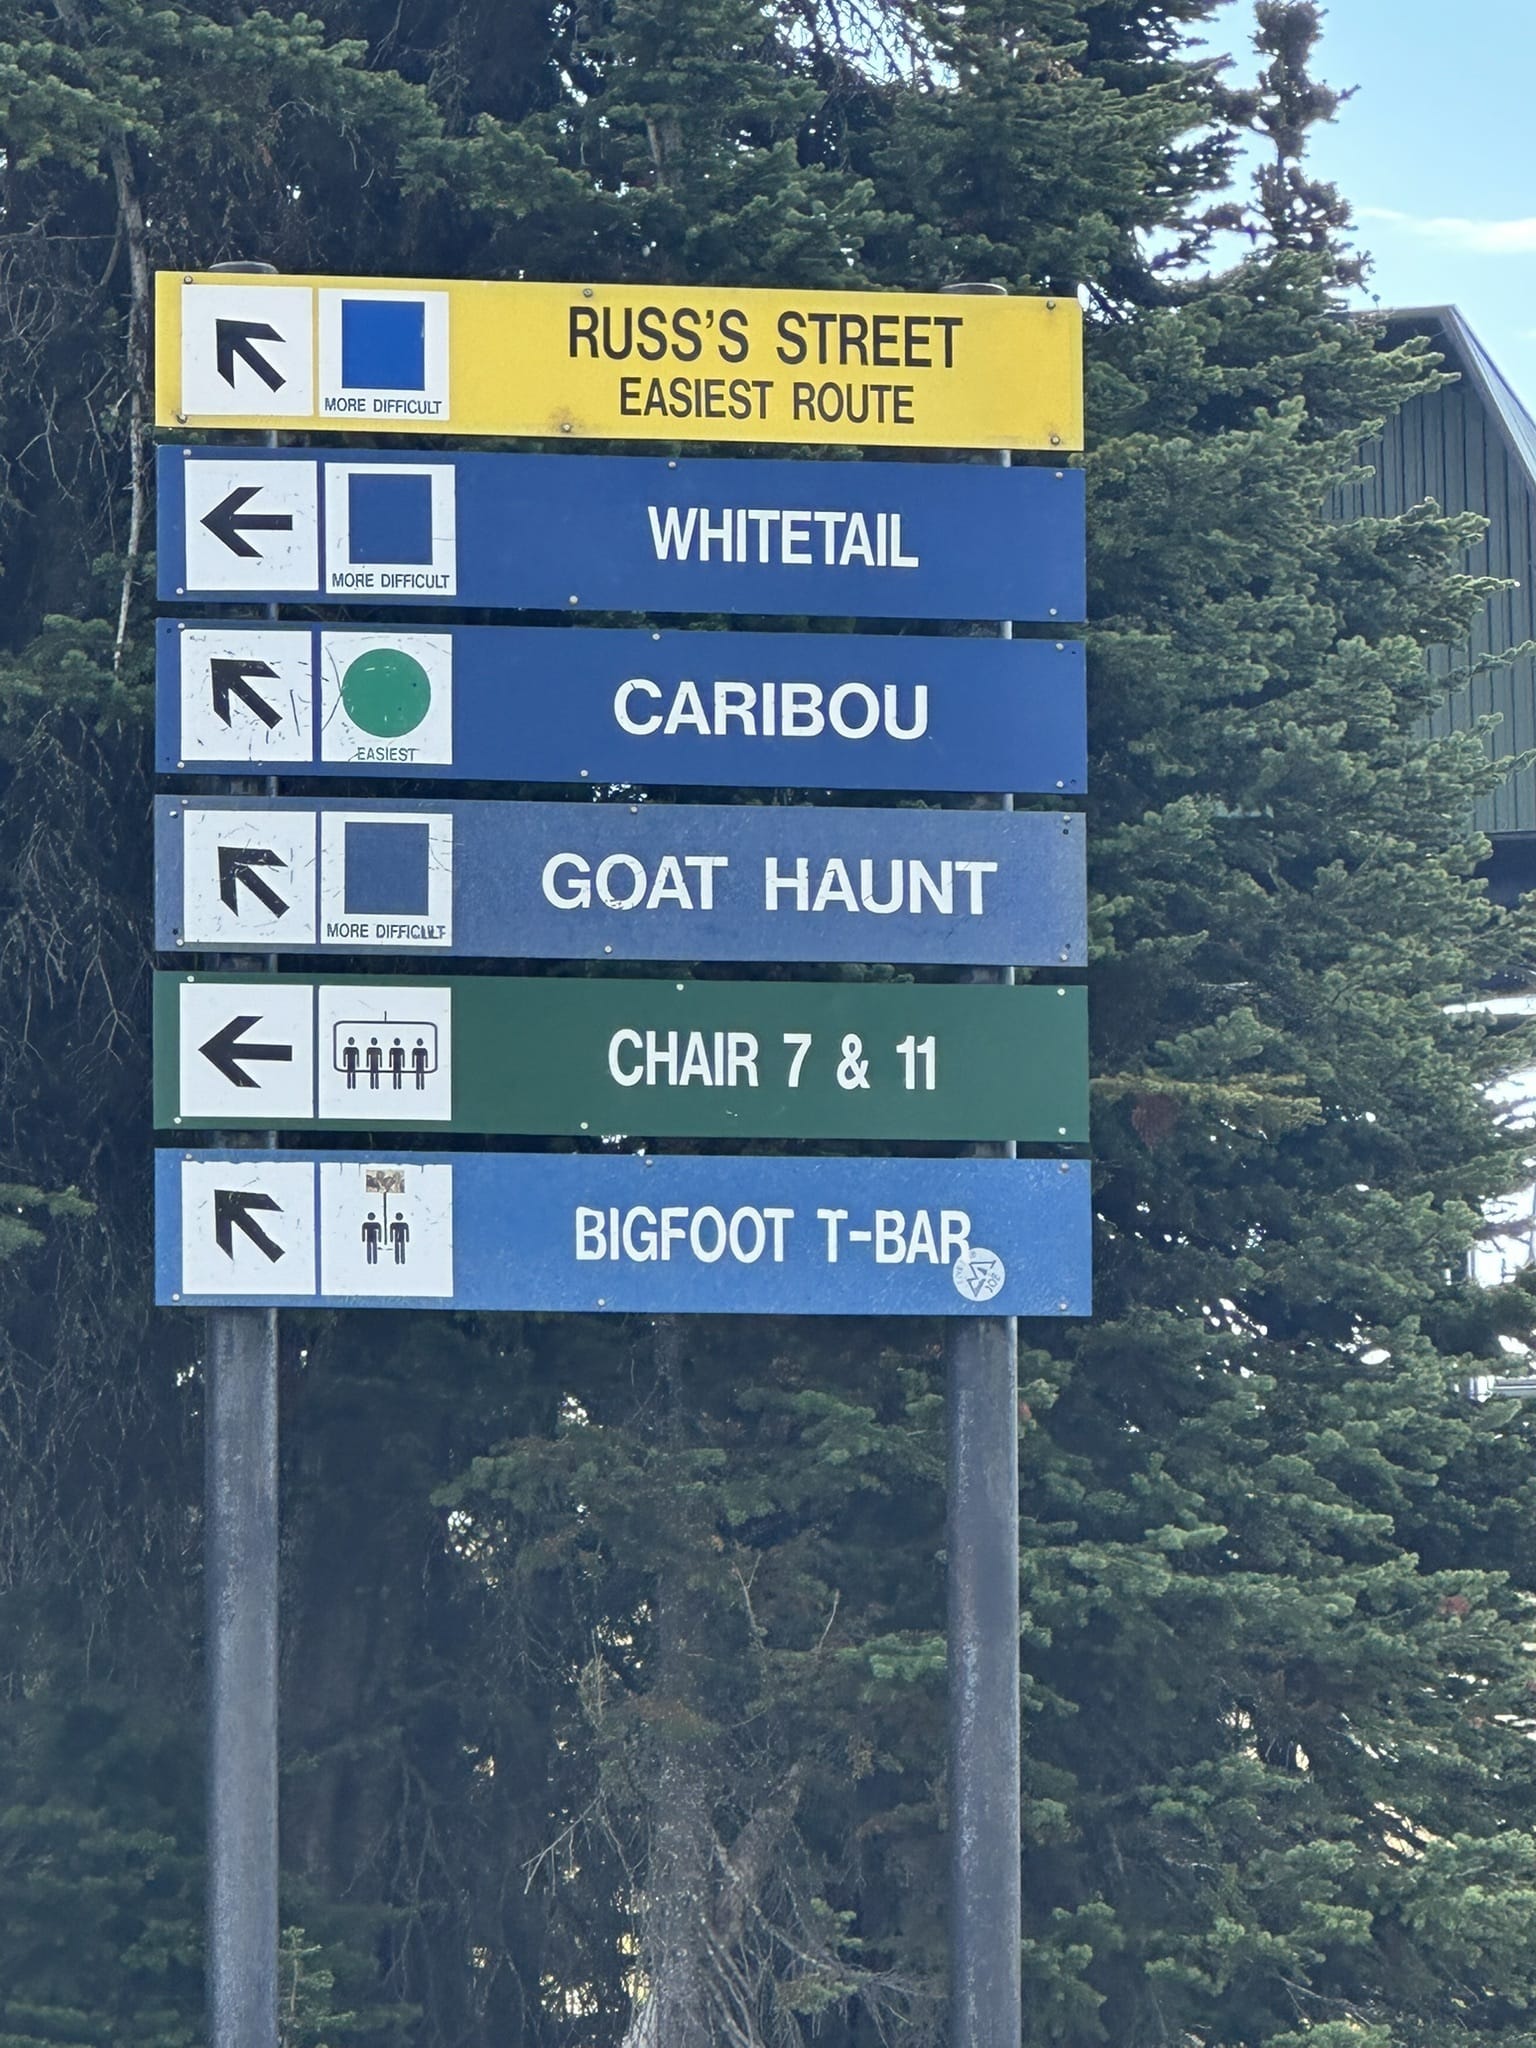 RUSS'S STREET
EASIEST ROUTE
MORE DIFFICULT
WHITETAIL
MORE DIFFICULT
CARIBOU
EASIEST
GOAT HAUNT
MORE DIFFICULT
CHAIR 7 & 11
BIGFOOT T-BAR
JOE